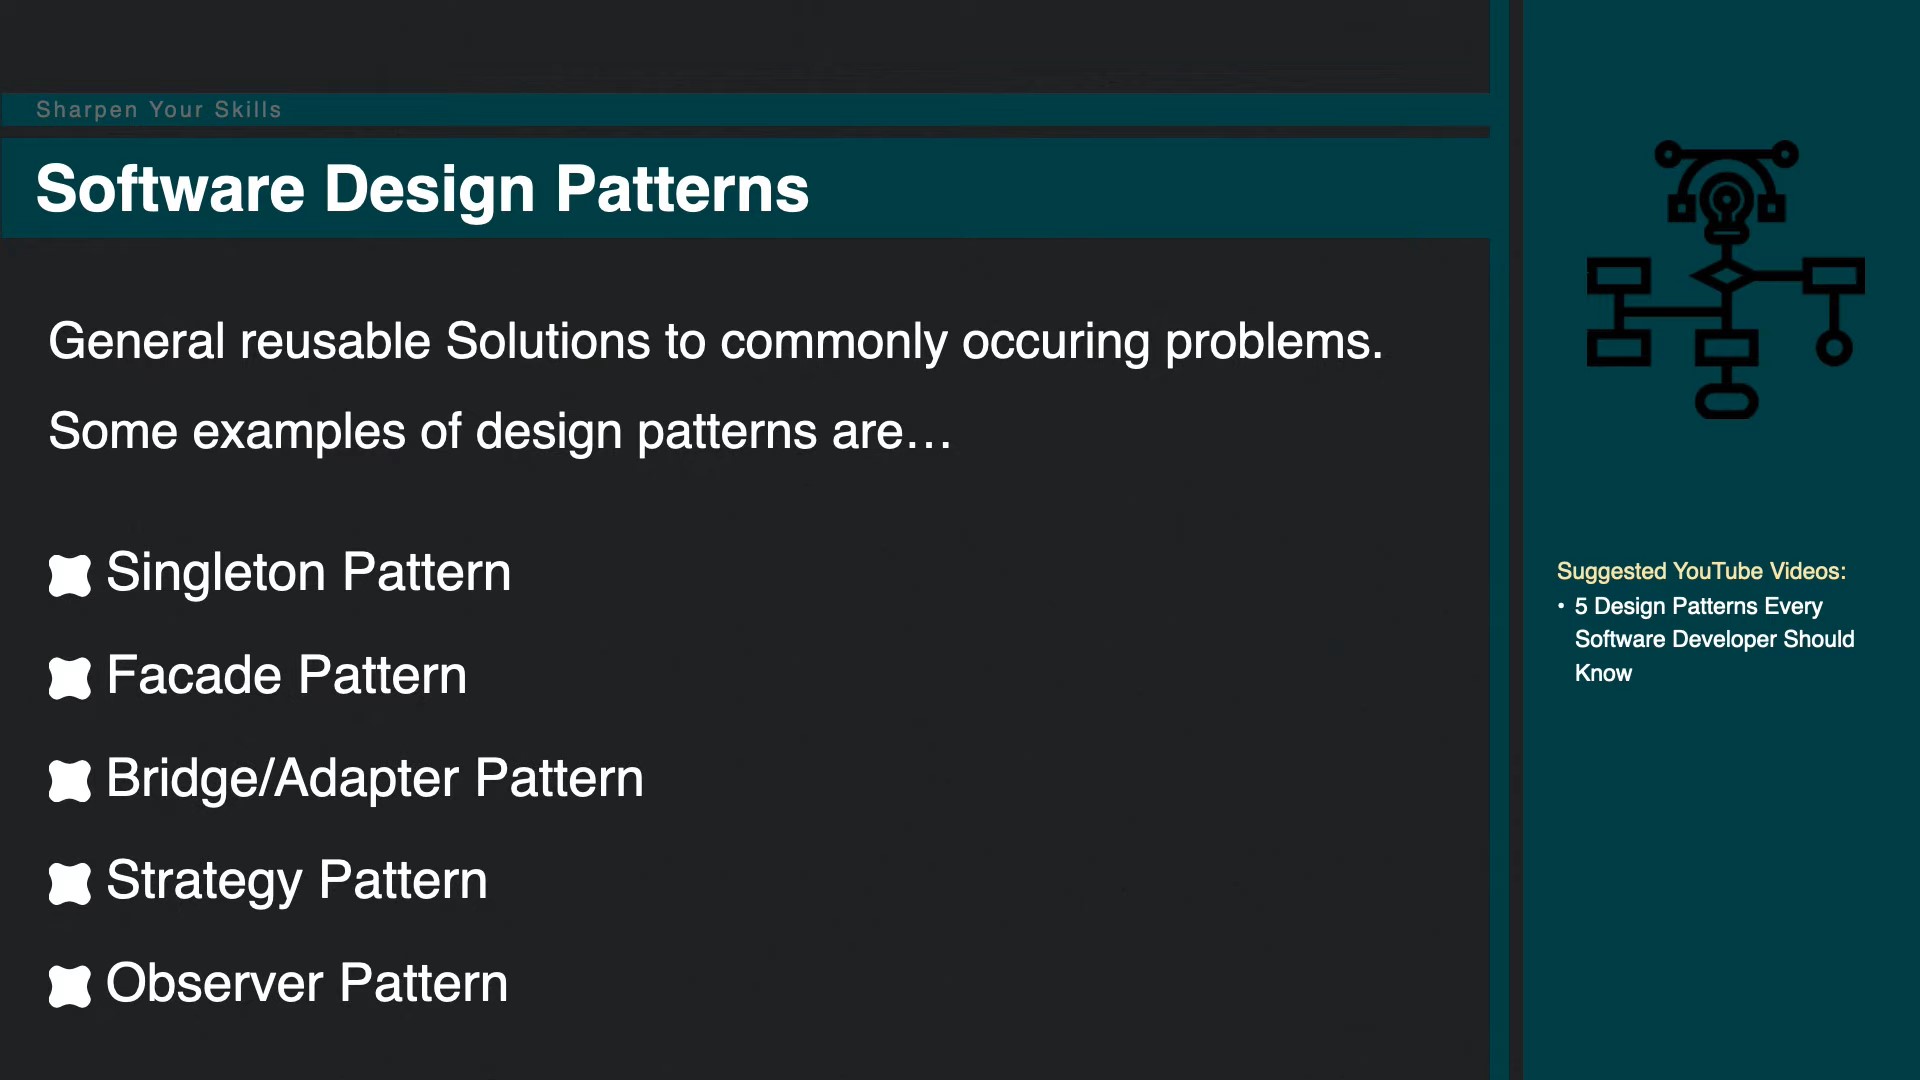 Sharpen Your Skills
Software Design Patterns
General reusable Solutions to commonly occuring problems.
Some examples of design patterns are…
Singleton Pattern
Facade Pattern
Bridge/Adapter Pattern
Strategy Pattern
Observer Pattern
Suggested YouTube Videos:
• 5 Design Patterns Every
Software Developer Should
Know